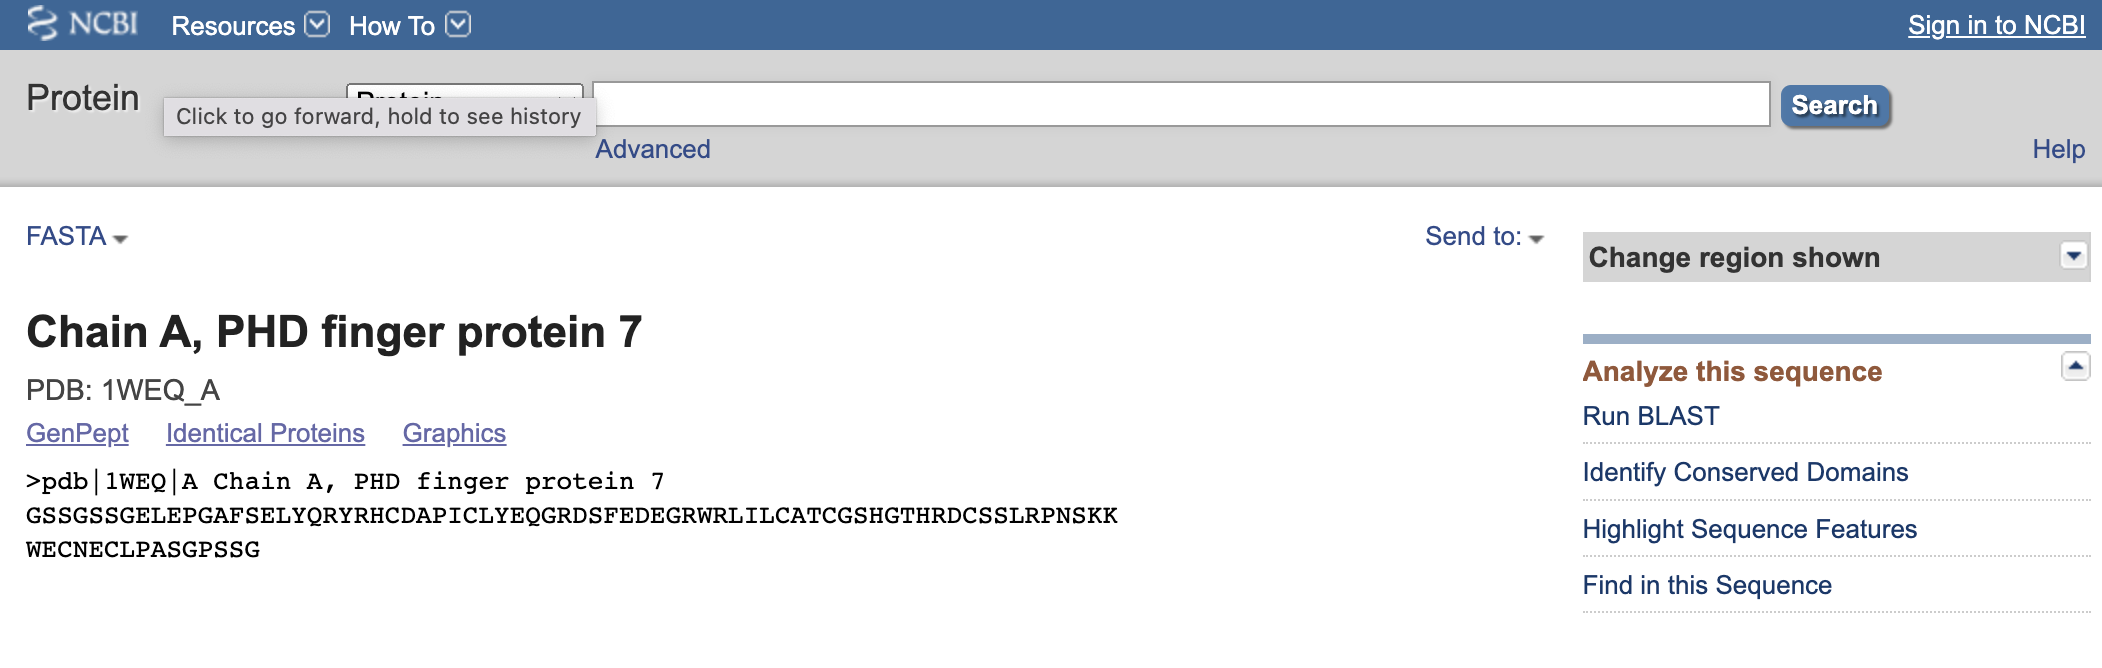 NCBI Resources How To Sign in to NCBI
Protein
Protein
Search
Click to go forward, hold to see history
Advanced
Help
FASTA
Send to:
Change region shown
Chain A, PHD finger protein 7
PDB: 1WEQ_A
GenPept Identical Proteins Graphics
>pdb|1WEQ|A Chain A, PHD finger protein 7
GSSGSSGELEPGAFSELYQRYRHCDAPICLYEQGRDSFEDEGRWRLILCATCGSHGTHRDCSSLRPNSKK
WECNECLPASGPSSG
Analyze this sequence
Run BLAST
Identify Conserved Domains
Highlight Sequence Features
Find in this Sequence